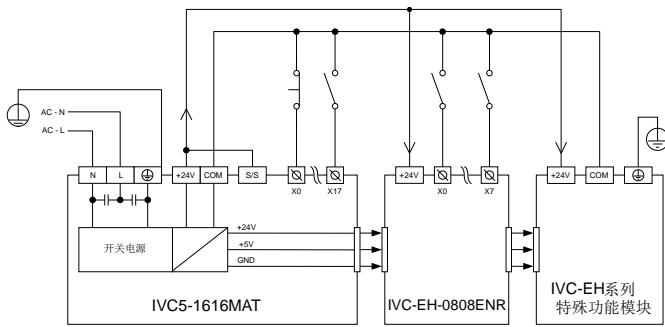 AC - N
AC - L
N
L
+24V
COM
S/S
X0
X17
+24V
X0
X7
+24V
COM
+24V
+5V
GND
开关电源
IVC5-1616MAT
IVC-EH-0808ENR
IVC-EH系列
特殊功能模块